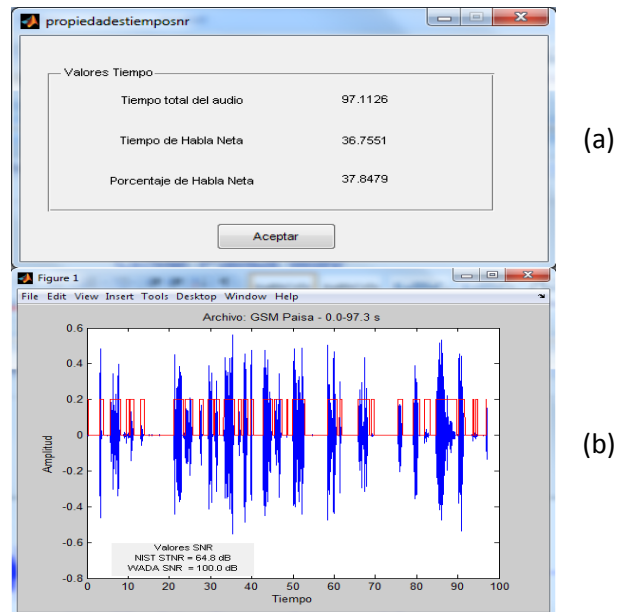 propiedadestiemposnr
Valores Tiempo
Tiempo total del audio 97.1126
Tiempo de Habla Neta 36.7551
Porcentaje de Habla Neta 37.8479
Aceptar
(a)
Figure 1
File Edit View Insert Tools Desktop Window Help
Archivo: GSM Paisa - 0.0-97.3 s
0.6
0.4
0.2
0
-0.2
-0.4
-0.6
-0.8
Amplitud
Valores SNR
NIST STNR = 64.8 dB
WADA SNR = 100.0 dB
0 10 20 30 40 50 60 70 80 90 100
Tiempo
(b)